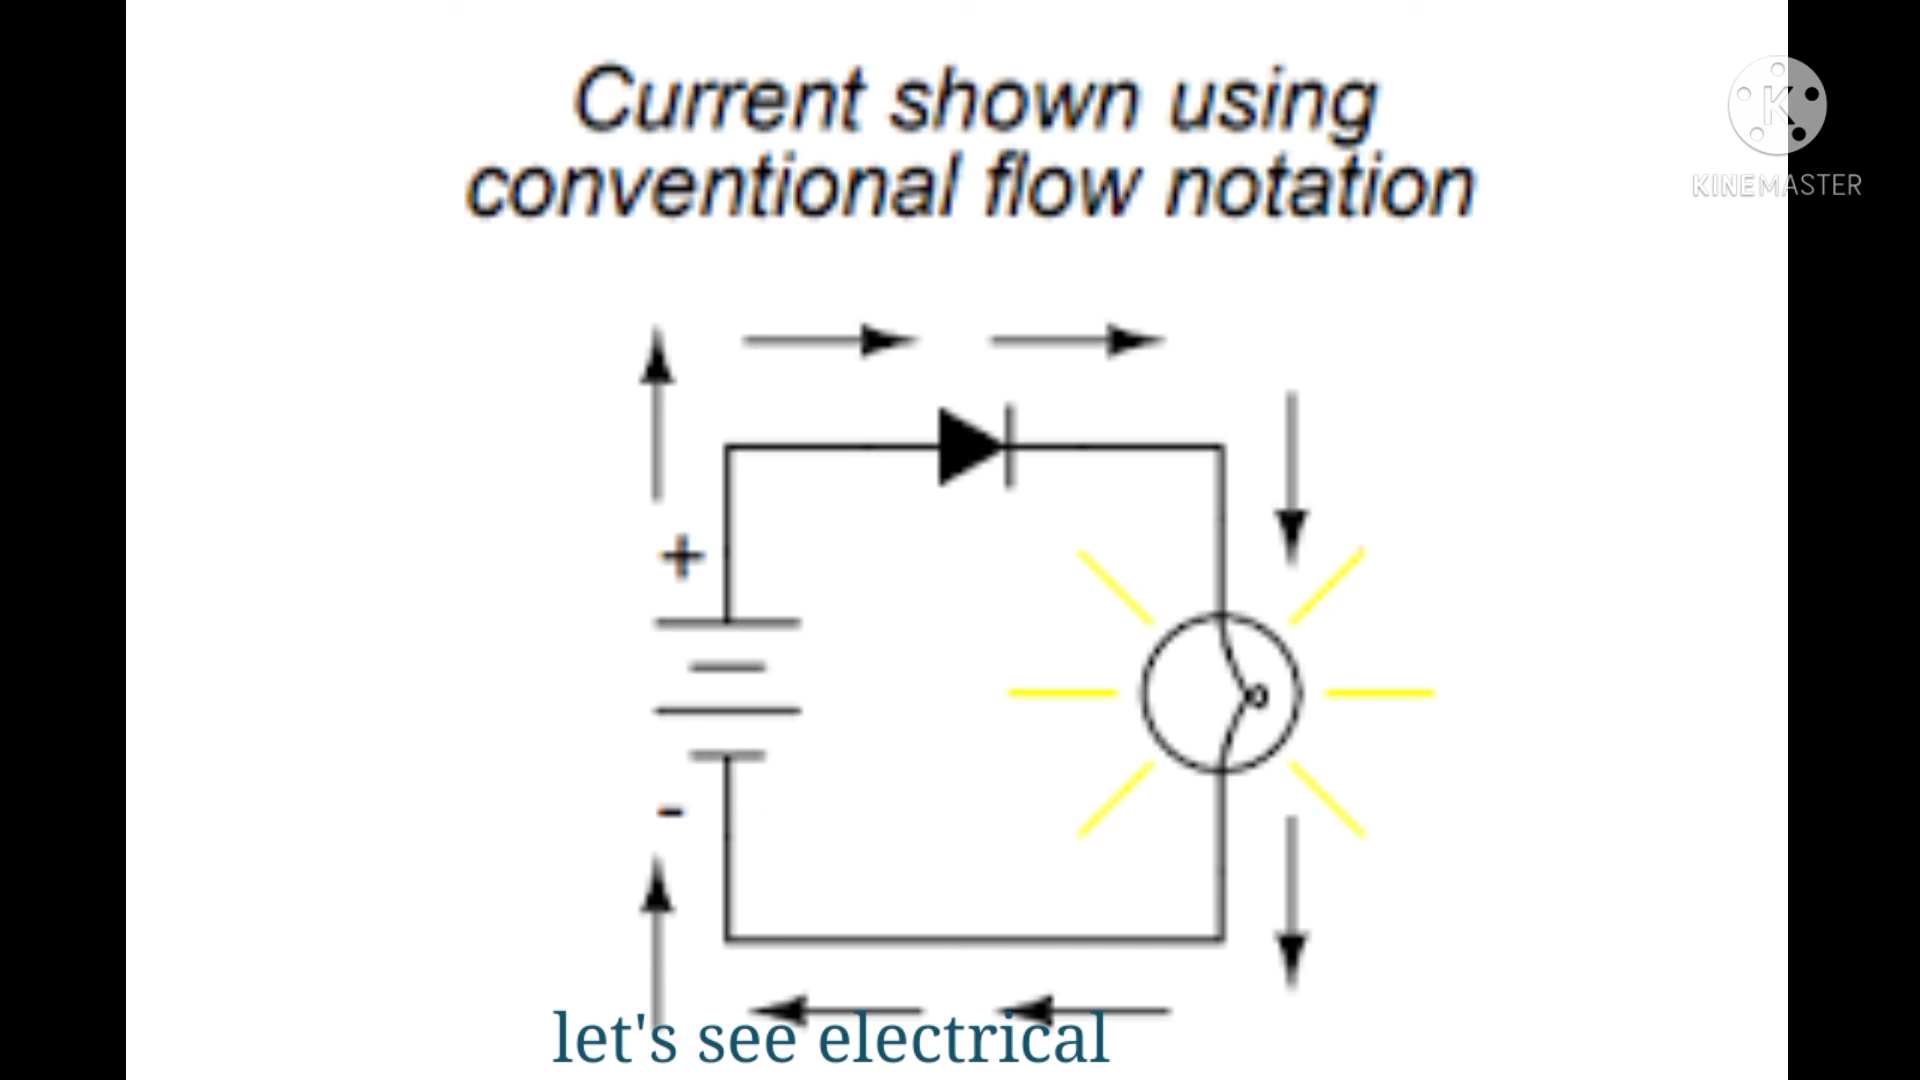 Current shown using
conventional flow notation
K
KINEMASTER
+
-
let's see electrical